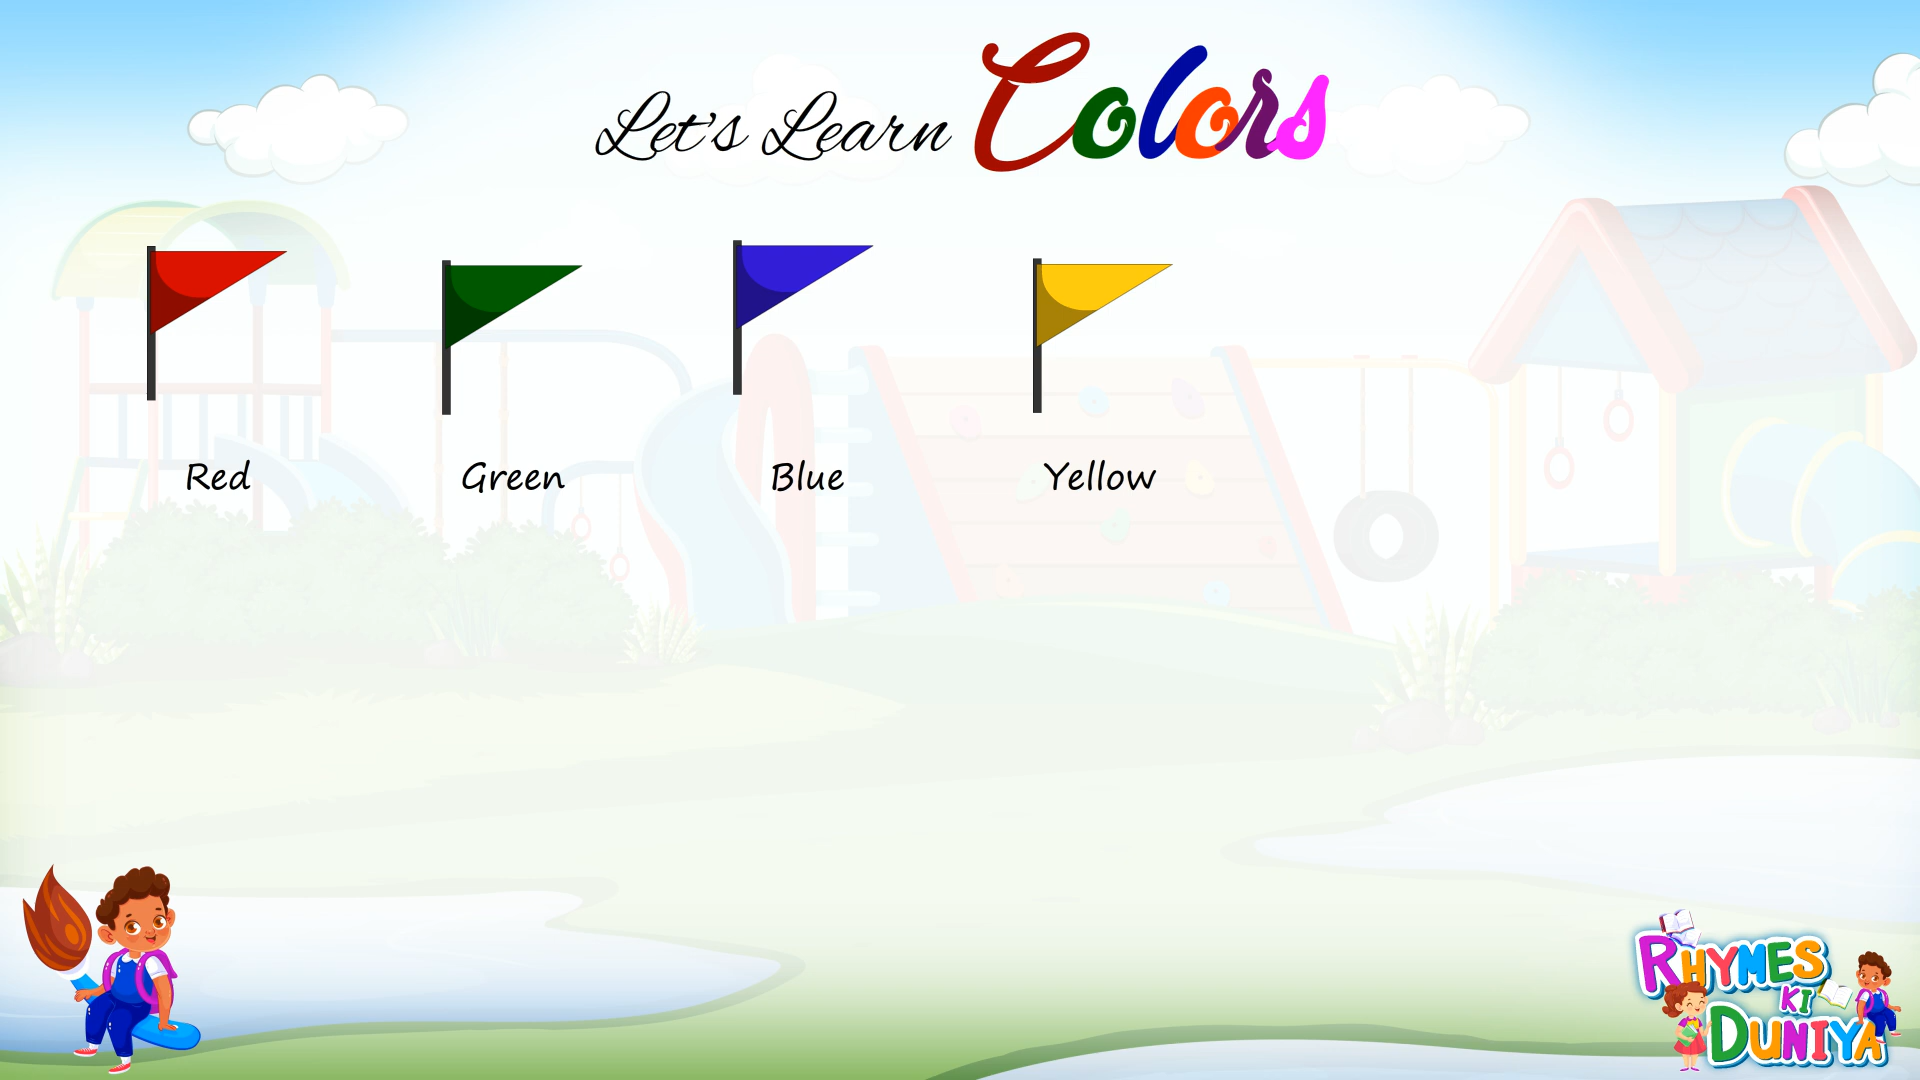 Let's Learn Colors
Red Green Blue Yellow
RHYMES
KI
DUNIYA